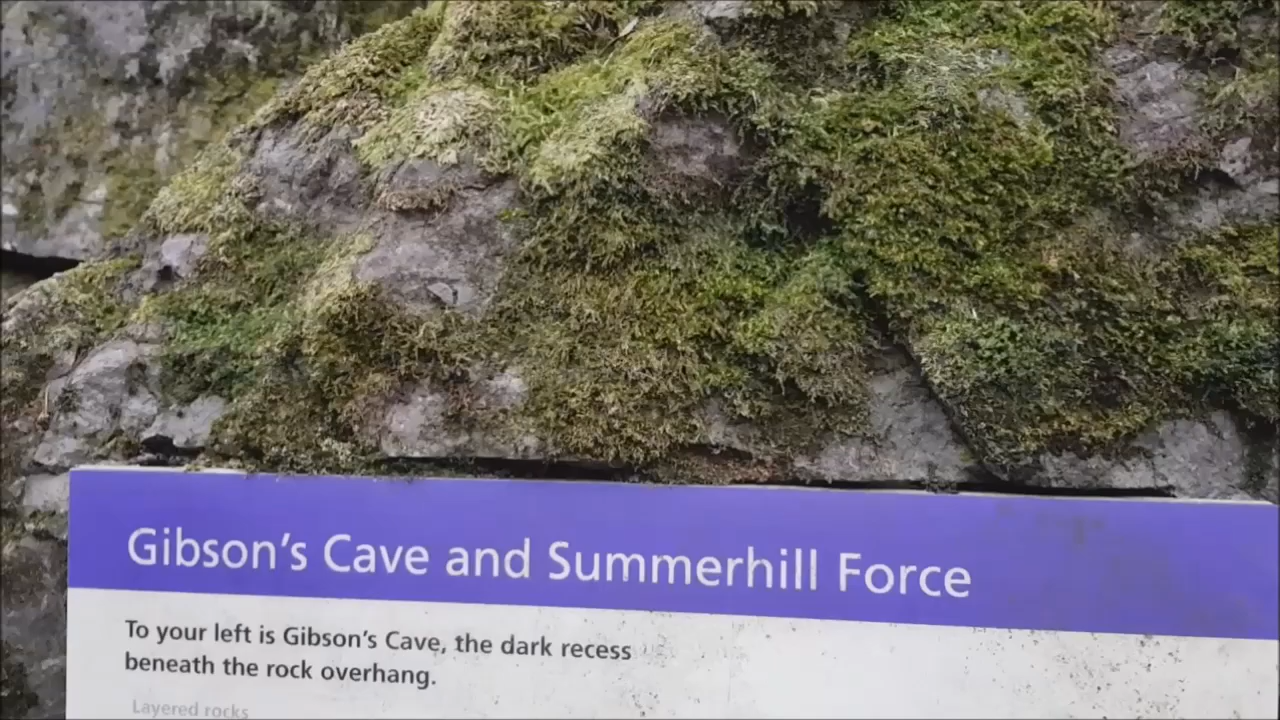 Gibson's Cave and Summerhill Force
To your left is Gibson's Cave, the dark recess
beneath the rock overhang.
Layered rocks